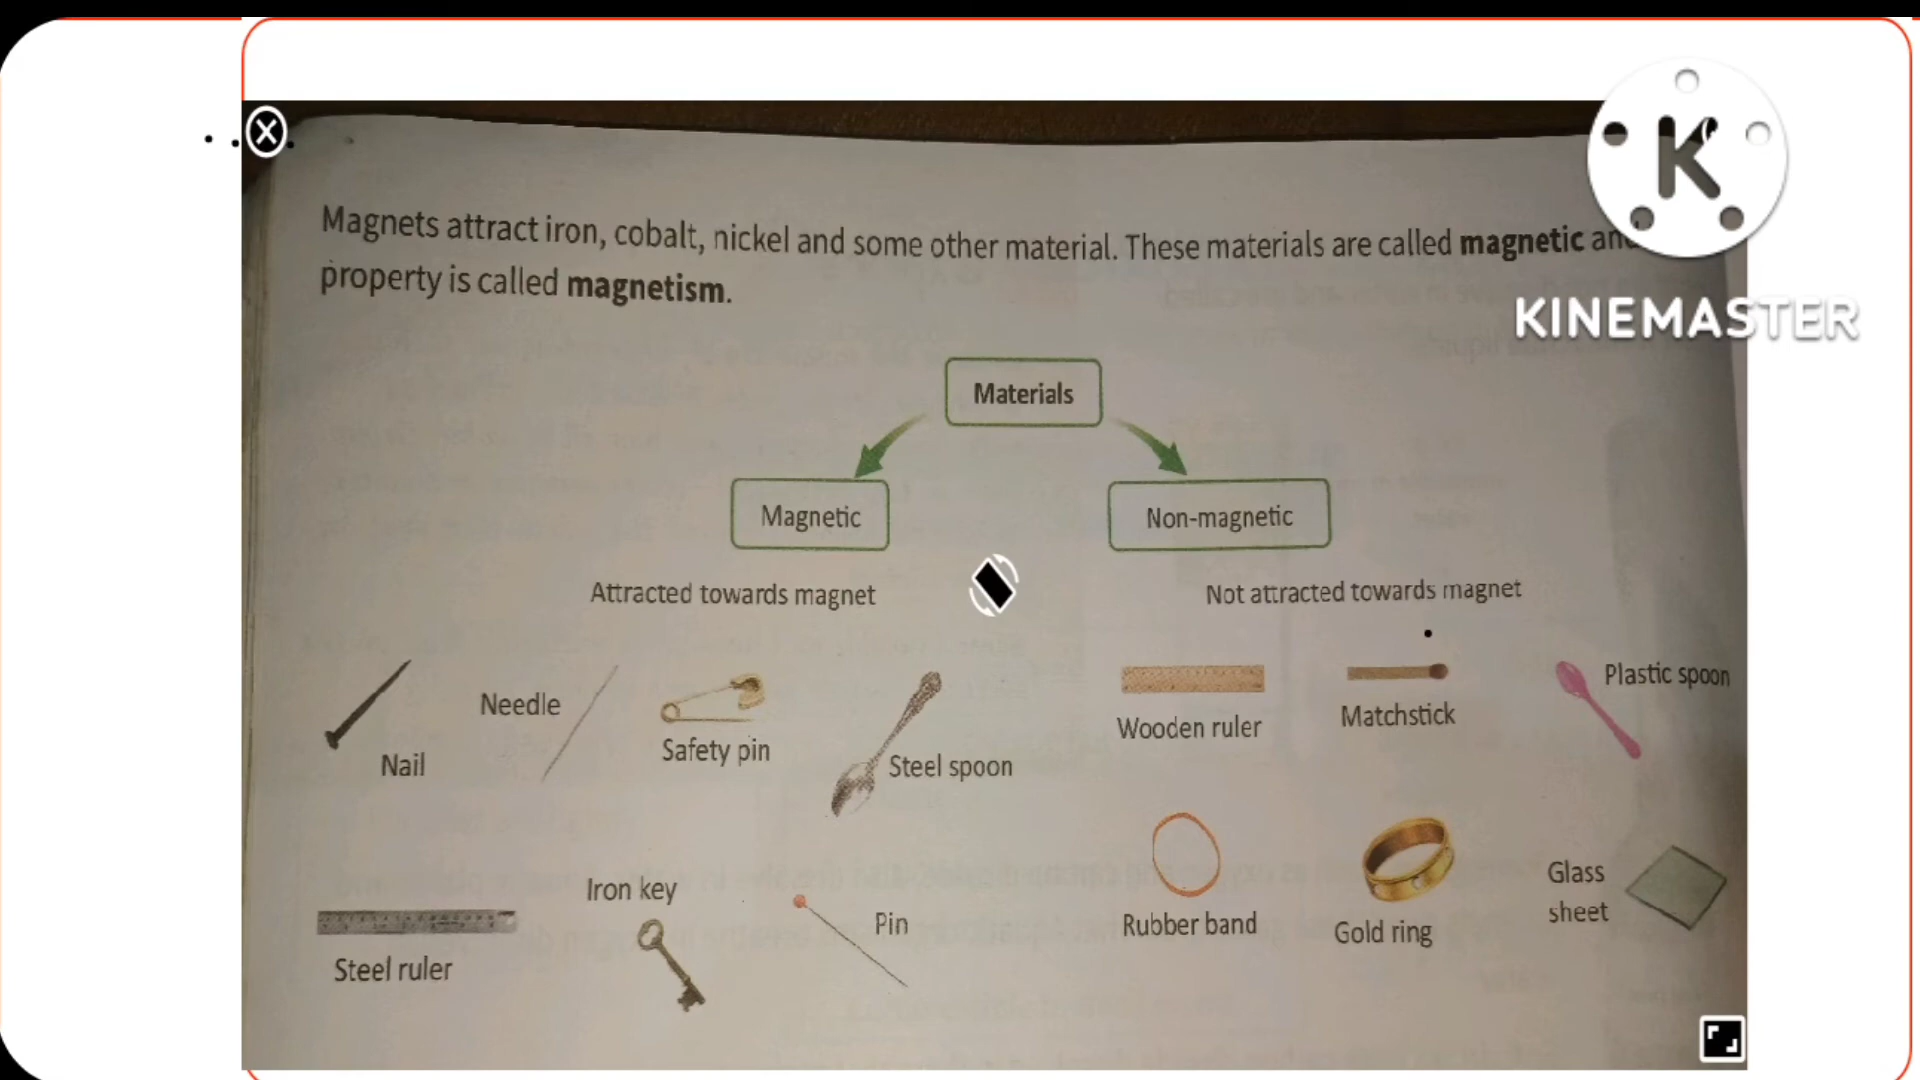 Magnets attract iron, cobalt, nickel and some other material. These materials are called magnetic
property is called magnetism.
K
KINEMASTER
Materials
Magnetic
Non-magnetic
Attracted towards magnet
Not attracted towards magnet
Nail
Needle
Safety pin
Steel spoon
Wooden ruler
Matchstick
Plastic spoon
Steel ruler
Iron key
Pin
Rubber band
Gold ring
Glass
sheet